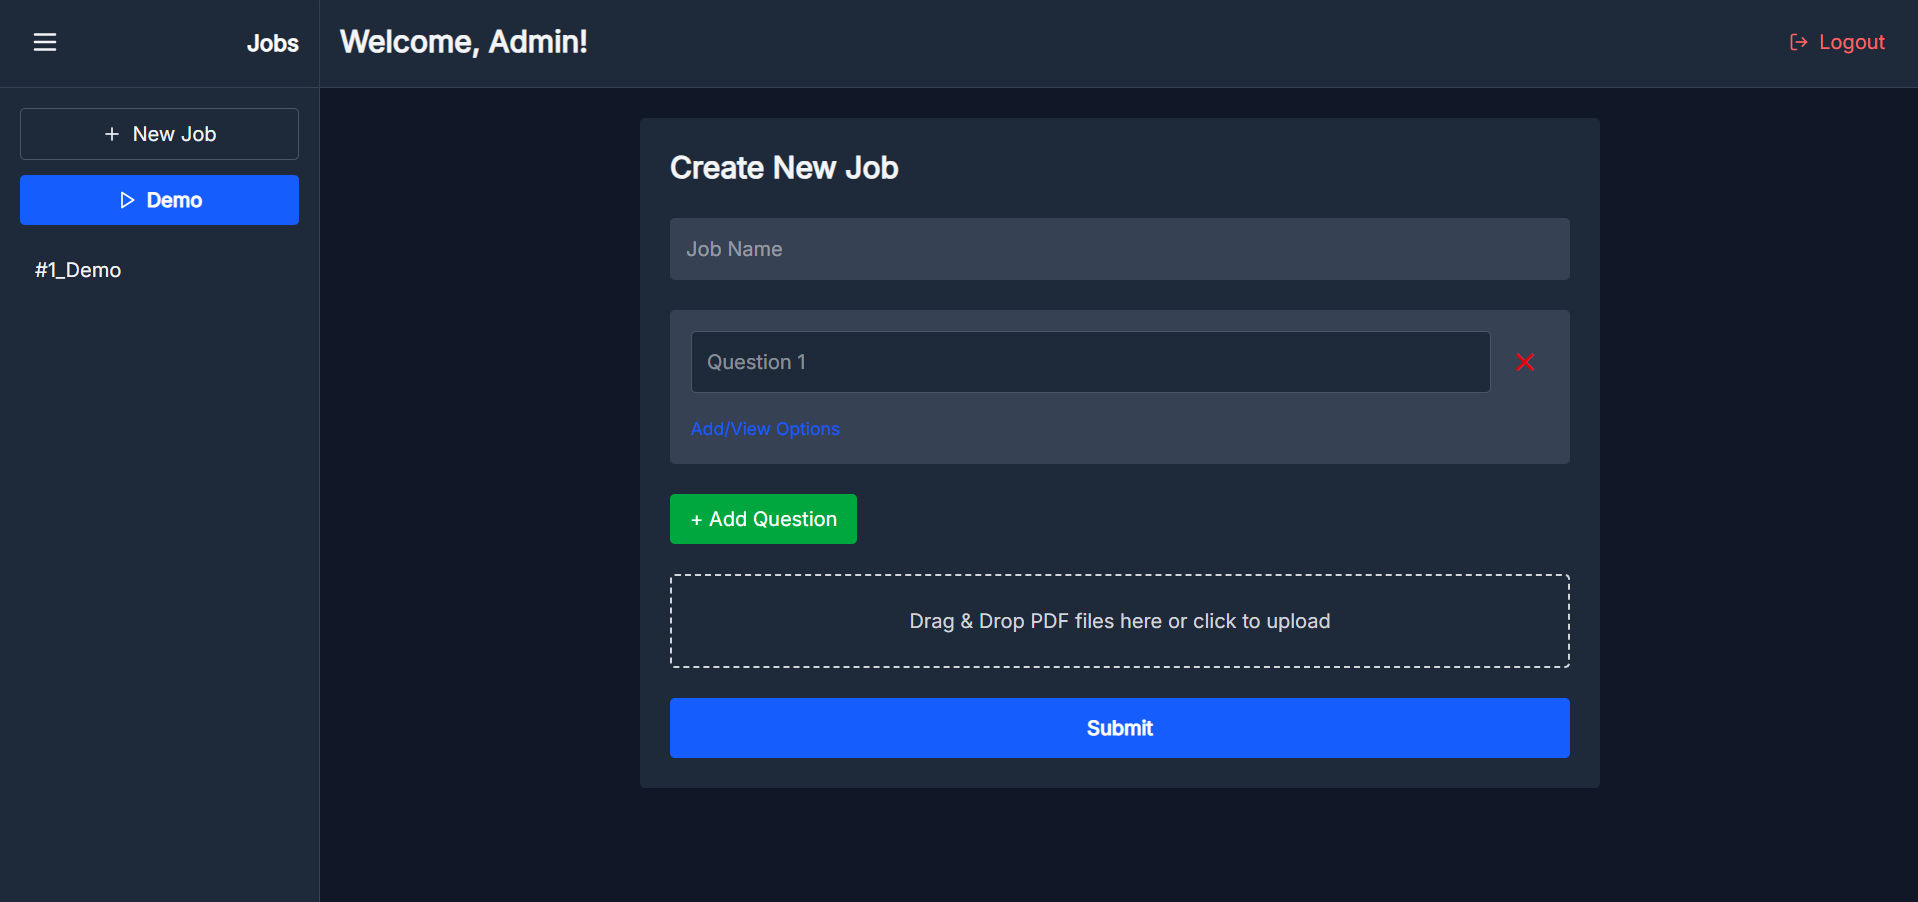 Jobs
Welcome, Admin!
Logout
+ New Job
Demo
#1_Demo
Create New Job
Job Name
Question 1
Add/View Options
+ Add Question
Drag & Drop PDF files here or click to upload
Submit